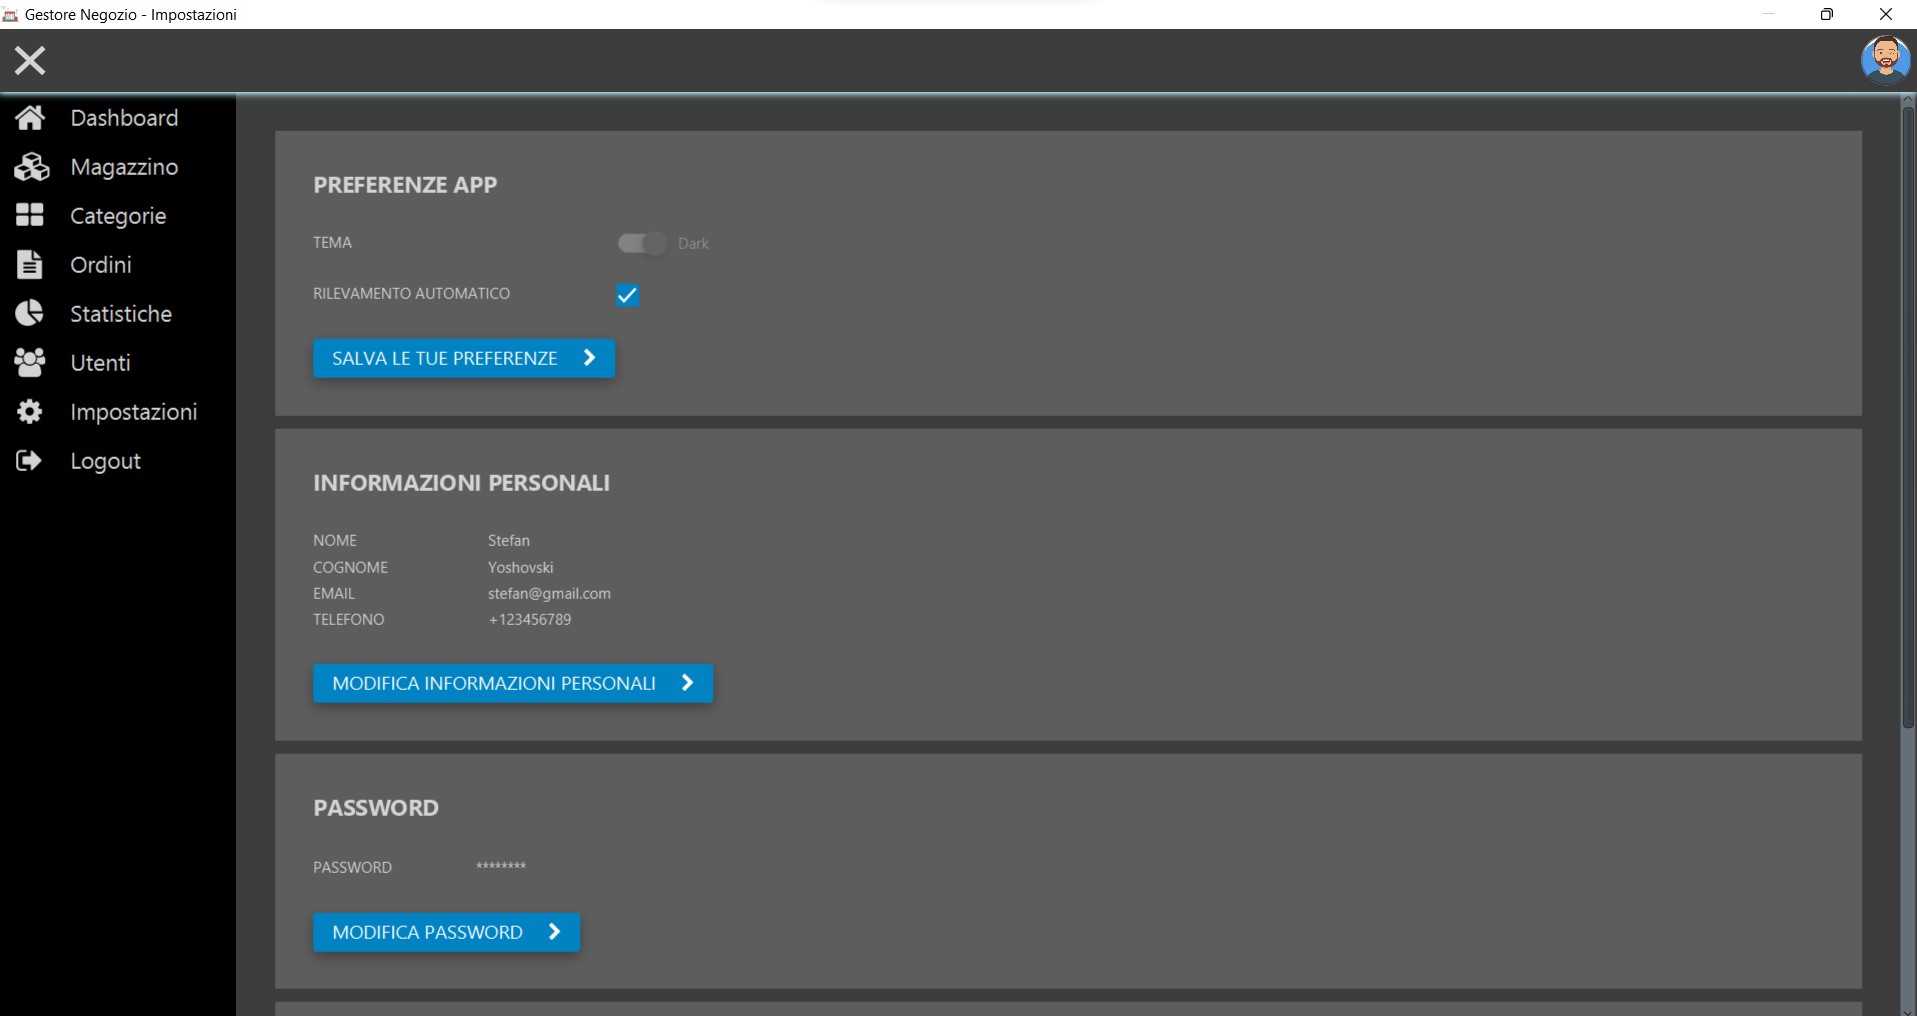 Gestore Negozio - Impostazioni
Dashboard
Magazzino
Categorie
Ordini
Statistiche
Utenti
Impostazioni
Logout
PREFERENZE APP
TEMA Dark
RILEVAMENTO AUTOMATICO
SALVA LE TUE PREFERENZE
INFORMAZIONI PERSONALI
NOME Stefan
COGNOME Yoshovski
EMAIL stefan@gmail.com
TELEFONO +123456789
MODIFICA INFORMAZIONI PERSONALI
PASSWORD
PASSWORD ********
MODIFICA PASSWORD